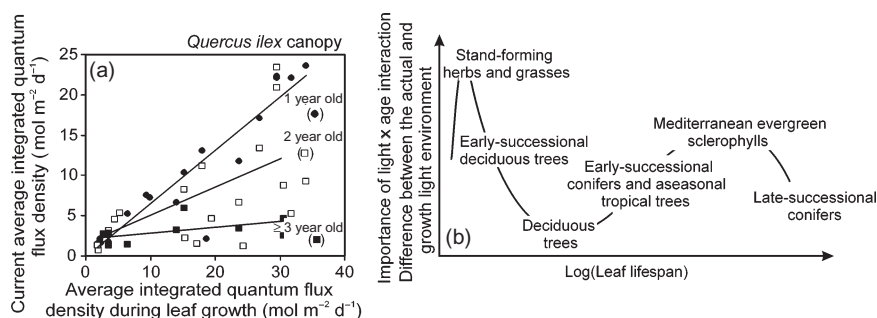 Quercus ilex canopy
(a)
Current average integrated quantum
flux density (mol m⁻² d⁻¹)
25
20
15
10
5
0
1 year old
(●)
2 year old
(□)
≥ 3 year old
(■)
0 10 20 30 40
Average integrated quantum flux
density during leaf growth (mol m⁻² d⁻¹)
Importance of light x age interaction
Difference between the actual and
growth light environment
Stand-forming
herbs and grasses
Early-successional
deciduous trees
Deciduous
trees
Early-successional
conifers and aseasonal
tropical trees
Mediterranean evergreen
sclerophylls
Late-successional
conifers
(b)
Log(Leaf lifespan)